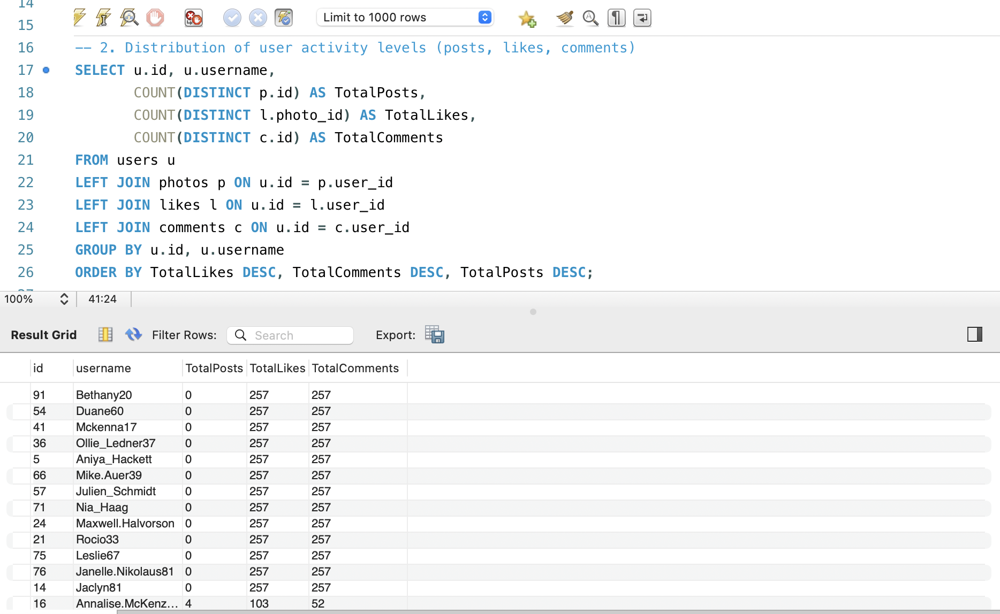 14
15 Limit to 1000 rows
16 -- 2. Distribution of user activity levels (posts, likes, comments)
17 SELECT u.id, u.username,
18 COUNT(DISTINCT p.id) AS TotalPosts,
19 COUNT(DISTINCT l.photo_id) AS TotalLikes,
20 COUNT(DISTINCT c.id) AS TotalComments
21 FROM users u
22 LEFT JOIN photos p ON u.id = p.user_id
23 LEFT JOIN likes l ON u.id = l.user_id
24 LEFT JOIN comments c ON u.id = c.user_id
25 GROUP BY u.id, u.username
26 ORDER BY TotalLikes DESC, TotalComments DESC, TotalPosts DESC;
27
100% 41:24
Result Grid Filter Rows: Search Export:
id username TotalPosts TotalLikes TotalComments
91 Bethany20 0 257 257
54 Duane60 0 257 257
41 Mckenna17 0 257 257
36 Ollie_Ledner37 0 257 257
5 Aniya_Hackett 0 257 257
66 Mike.Auer39 0 257 257
57 Julien_Schmidt 0 257 257
71 Nia_Haag 0 257 257
24 Maxwell.Halvorson 0 257 257
21 Rocio33 0 257 257
75 Leslie67 0 257 257
76 Janelle.Nikolaus81 0 257 257
14 Jaclyn81 0 257 257
16 Annalise.McKenz... 4 103 52